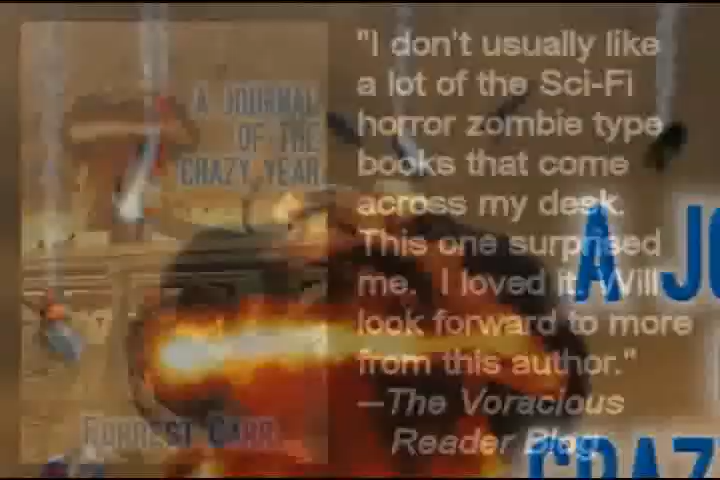 A JOURNAL
OF THE
CRAZY YEAR
FORREST CARR
"I don't usually like
a lot of the Sci-Fi
horror zombie type
books that come
across my desk.
This one surprised
me.  I loved it.  Will
look forward to more
from this author."
—The Voracious
Reader Blog
A JO
CRAZ